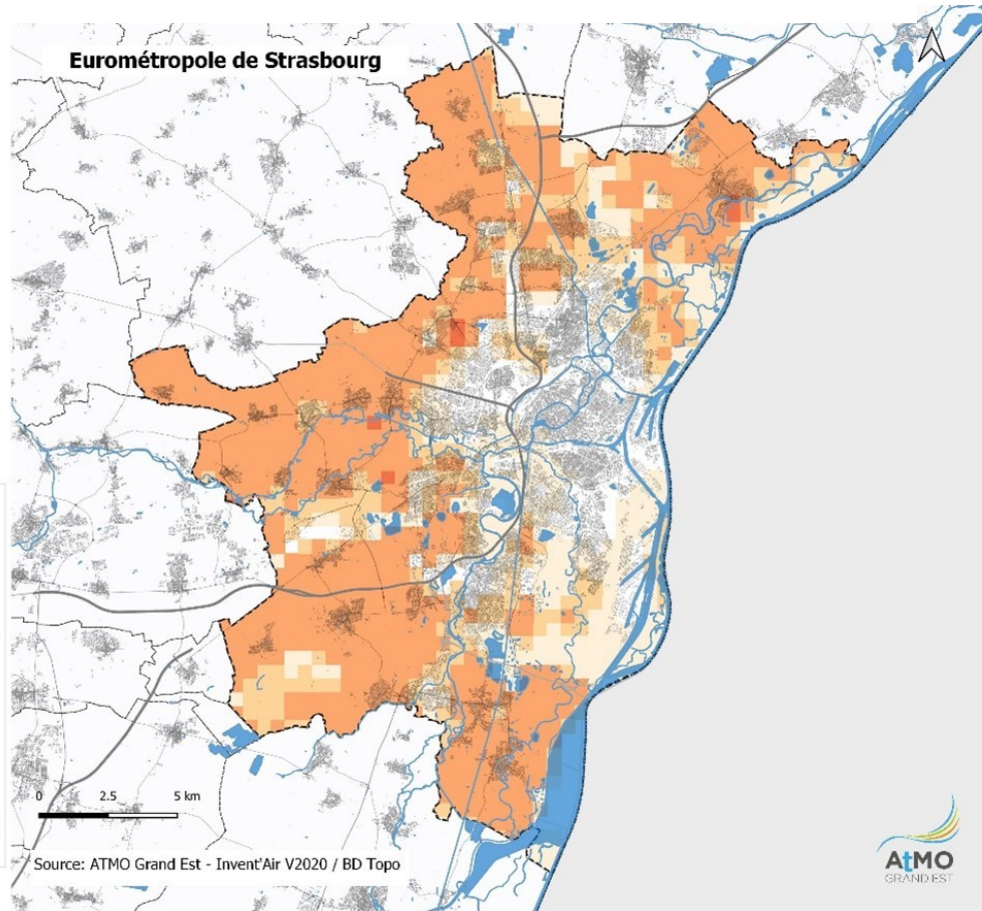 Eurométropole de Strasbourg
0 2.5 5 km
Source: ATMO Grand Est - Invent'Air V2020 / BD Topo
AtMO
GRAND EST